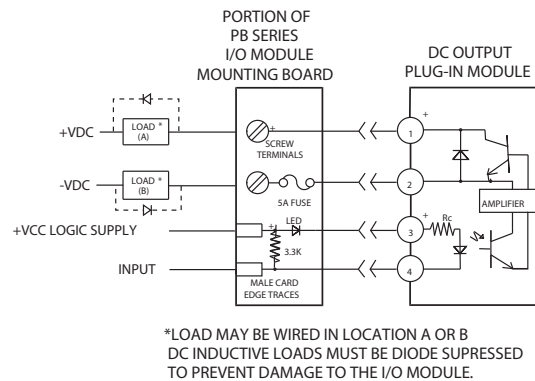 PORTION OF
PB SERIES
I/O MODULE
MOUNTING BOARD
DC OUTPUT
PLUG-IN MODULE
+VDC
LOAD *
(A)
+
SCREW
TERMINALS
1
+
-VDC
LOAD *
(B)
5A FUSE
2
AMPLIFIER
+VCC LOGIC SUPPLY
+
LED
3.3K
3
+
Rc
INPUT
MALE CARD
EDGE TRACES
4
*LOAD MAY BE WIRED IN LOCATION A OR B
DC INDUCTIVE LOADS MUST BE DIODE SUPRESSED
TO PREVENT DAMAGE TO THE I/O MODULE.